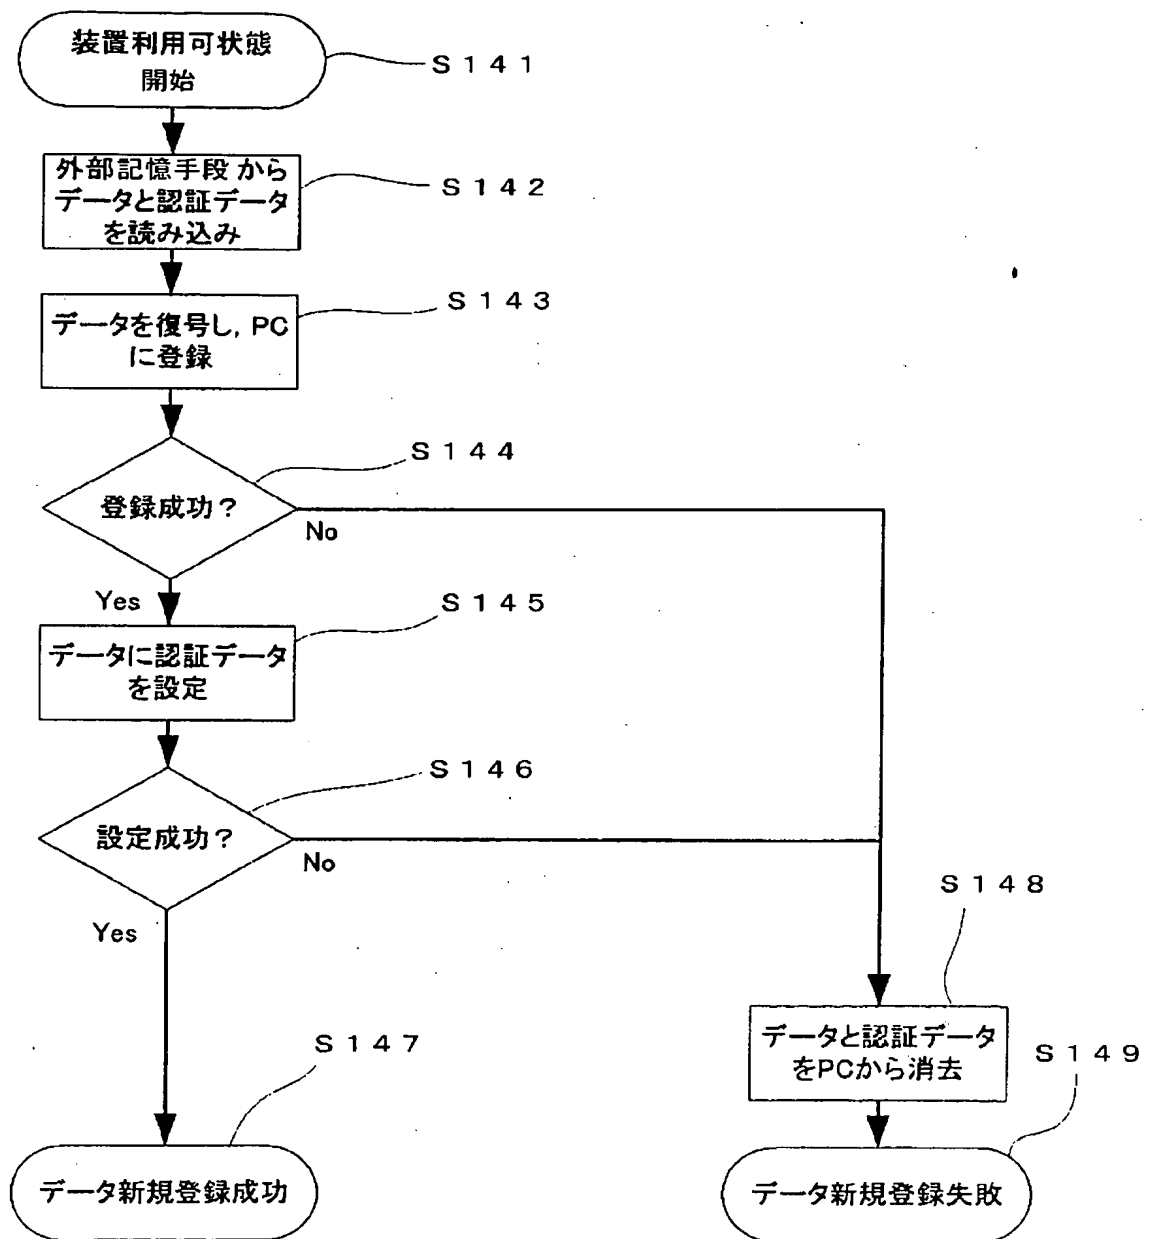 装置利用可状態
開始
S141
外部記憶手段から
データと認証データ
を読み込み
S142
データを復号し, PC
に登録
S143
登録成功?
S144
No
Yes
データに認証データ
を設定
S145
設定成功?
S146
No
Yes
S148
データと認証データ
をPCから消去
S147
S149
データ新規登録成功
データ新規登録失敗